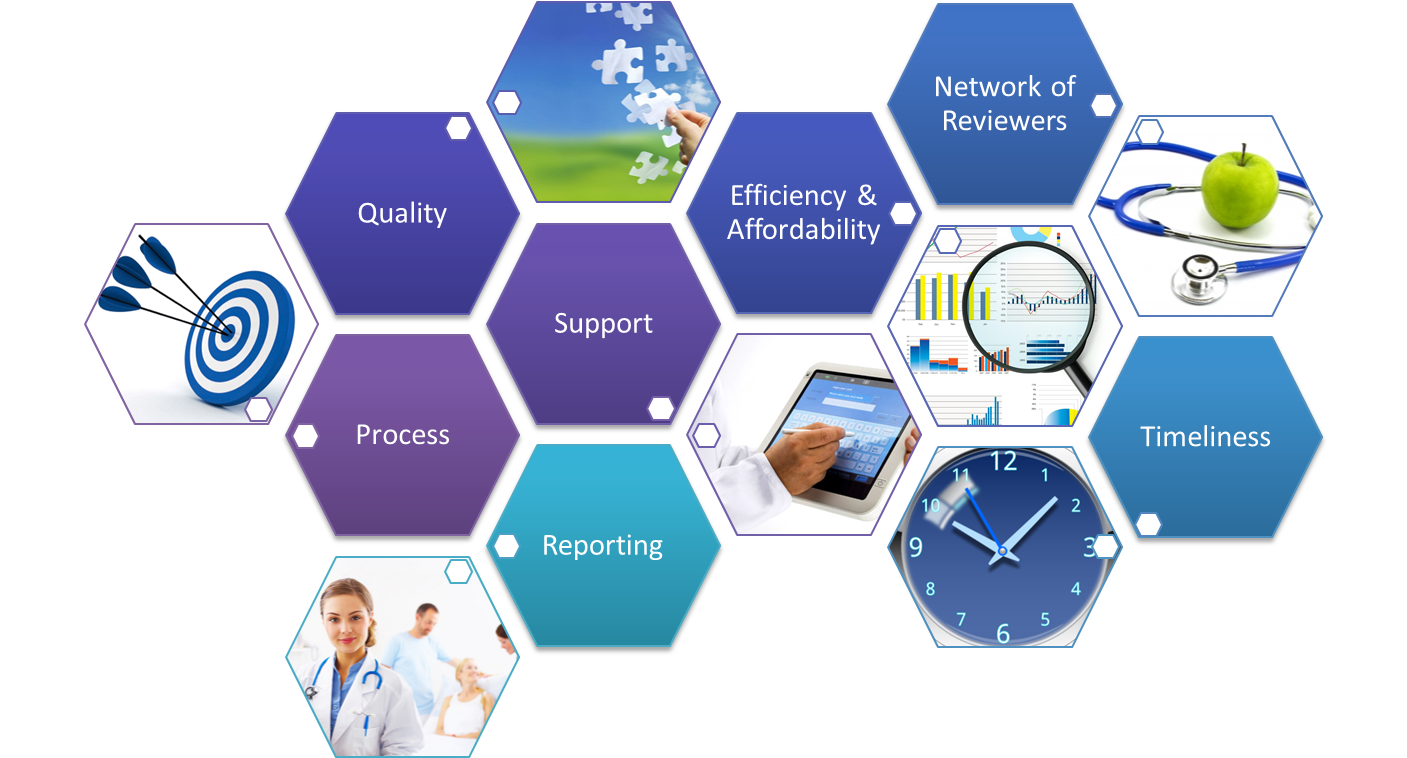 Network of
Reviewers
Quality
Efficiency &
Affordability
Support
Process
Timeliness
Reporting
12
11
1
10
2
9
3
8
4
7
5
6